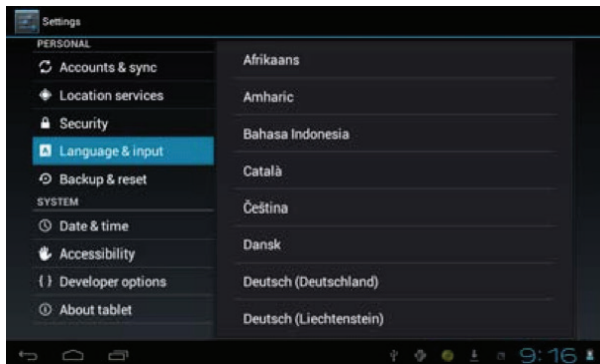 Settings
PERSONAL
Accounts & sync
Location services
Security
Language & input
Backup & reset
SYSTEM
Date & time
Accessibility
{ } Developer options
About tablet
Afrikaans
Amharic
Bahasa Indonesia
Català
Čeština
Dansk
Deutsch (Deutschland)
Deutsch (Liechtenstein)
9:16